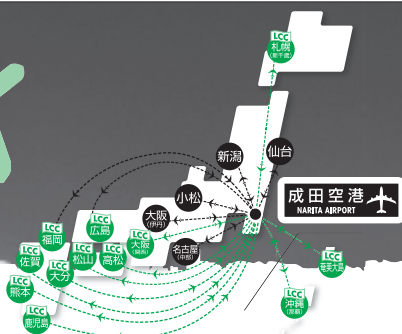 LCC
札幌
(新千歳)
新潟
仙台
成田空港
NARITA AIRPORT
小松
大阪
(伊丹)
LCC
広島
LCC
福岡
LCC
大阪
(関西)
名古屋
(中部)
LCC
佐賀
LCC
松山
LCC
高松
LCC
大分
LCC
熊本
LCC
鹿児島
LCC
奄美大島
LCC
沖縄
(那覇)